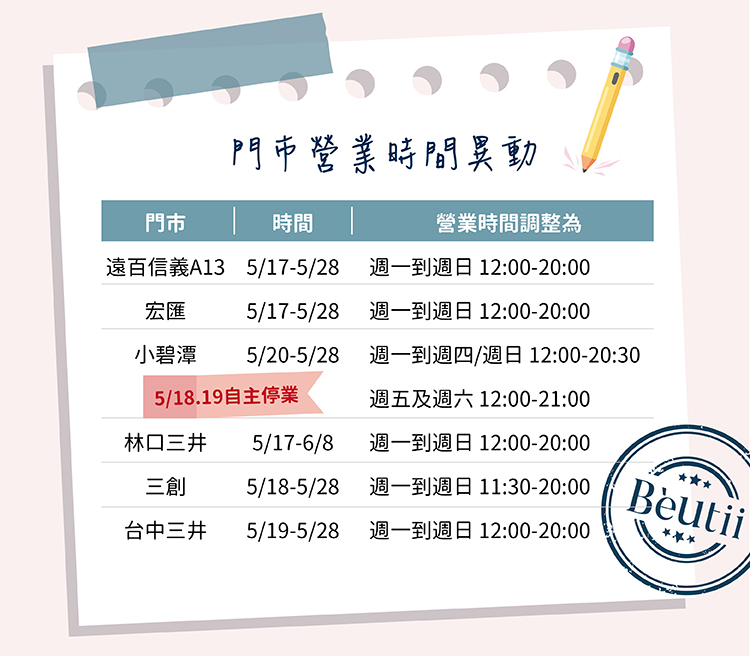 門市營業時間異動
門市 時間 營業時間調整為
遠百信義A13 5/17-5/28 週一到週日 12:00-20:00
宏匯 5/17-5/28 週一到週日 12:00-20:00
小碧潭 5/20-5/28 週一到週四/週日 12:00-20:30
5/18.19自主停業 週五及週六 12:00-21:00
林口三井 5/17-6/8 週一到週日 12:00-20:00
三創 5/18-5/28 週一到週日 11:30-20:00
台中三井 5/19-5/28 週一到週日 12:00-20:00
Bèutii